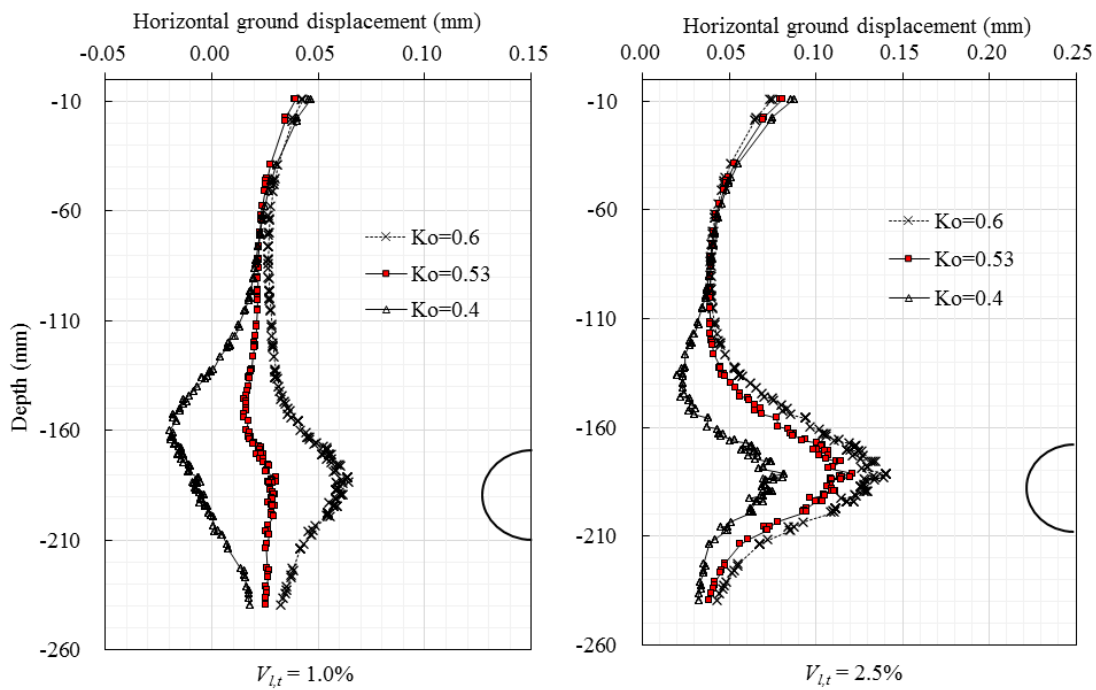 Horizontal ground displacement (mm)
-0.05 0.00 0.05 0.10 0.15
-10
-60
-110
-160
-210
-260
Depth (mm)
Ko=0.6
Ko=0.53
Ko=0.4
Vl,t = 1.0%
Horizontal ground displacement (mm)
0.00 0.05 0.10 0.15 0.20 0.25
-10
-60
-110
-160
-210
-260
Ko=0.6
Ko=0.53
Ko=0.4
Vl,t = 2.5%